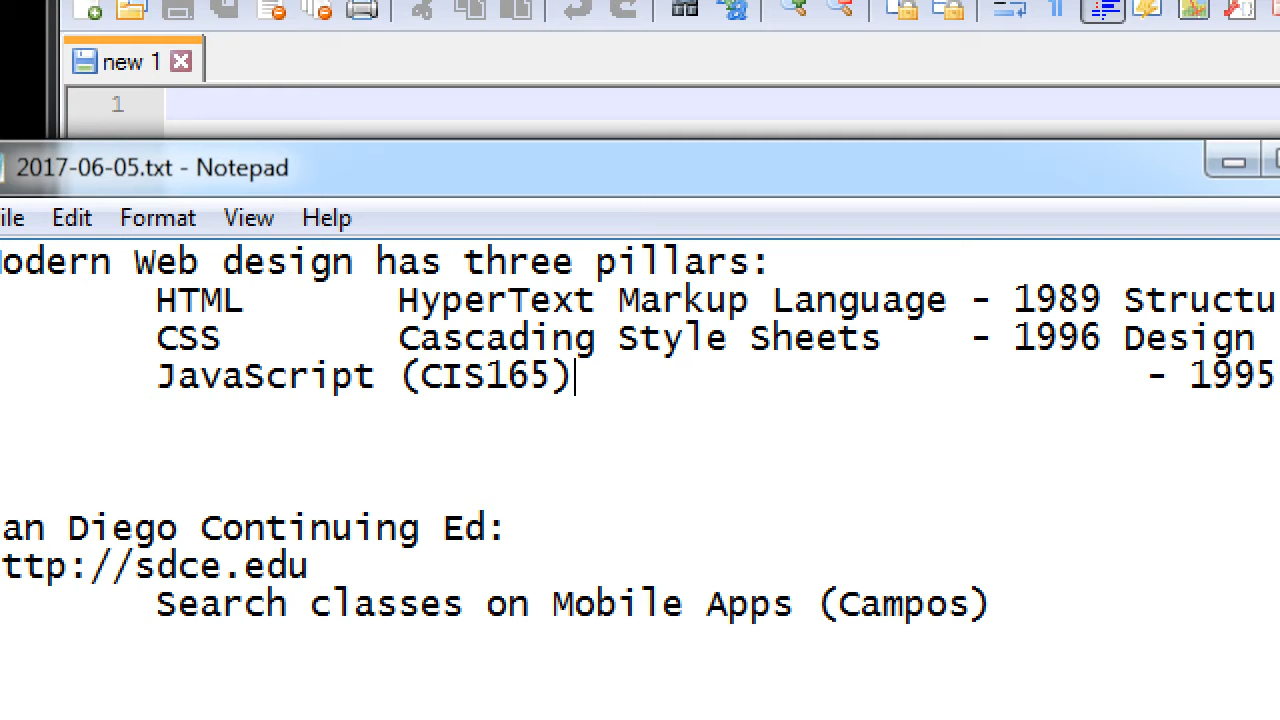 new 1
1
2017-06-05.txt - Notepad
ile Edit Format View Help
odern Web design has three pillars:
HTML HyperText Markup Language - 1989 Structu
CSS Cascading Style Sheets - 1996 Design
JavaScript (CIS165) - 1995
an Diego Continuing Ed:
ttp://sdce.edu
Search classes on Mobile Apps (Campos)